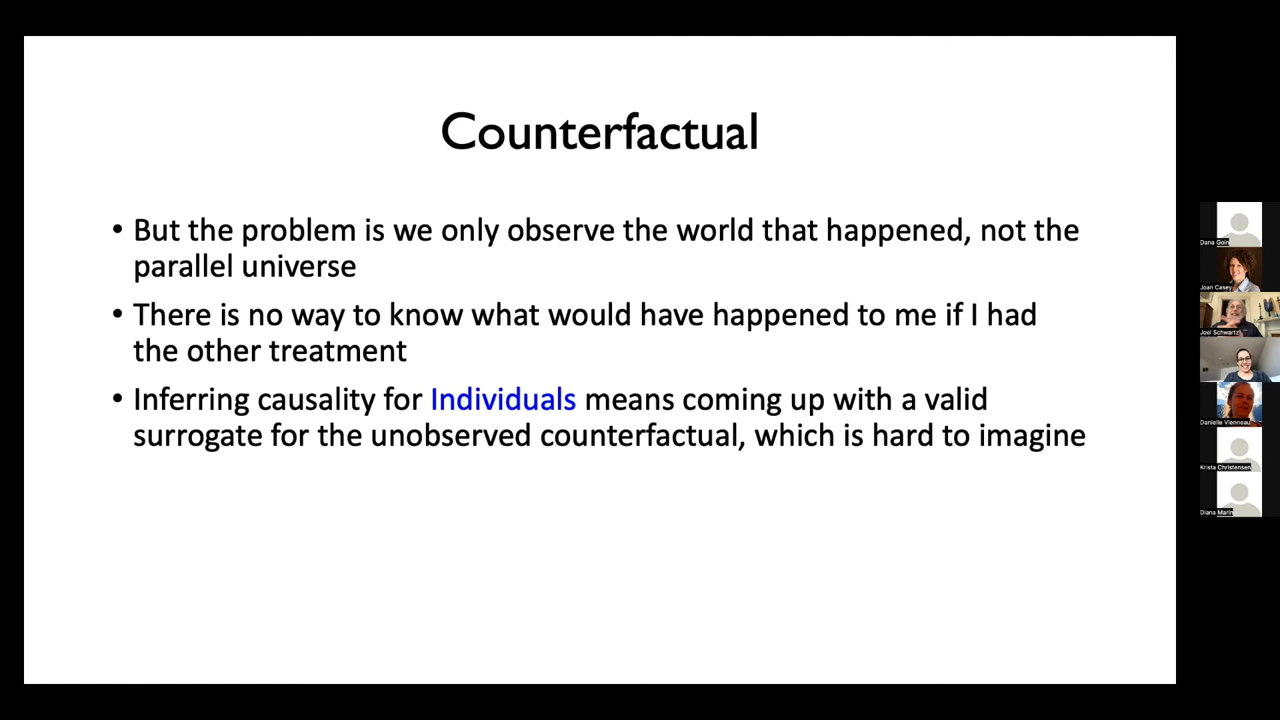 Counterfactual
• But the problem is we only observe the world that happened, not the
parallel universe
• There is no way to know what would have happened to me if I had
the other treatment
• Inferring causality for Individuals means coming up with a valid
surrogate for the unobserved counterfactual, which is hard to imagine
Dana Goin
Joan Casey
Joel Schwartz
Danielle Vienneau
Krista Christensen
Diana Marin